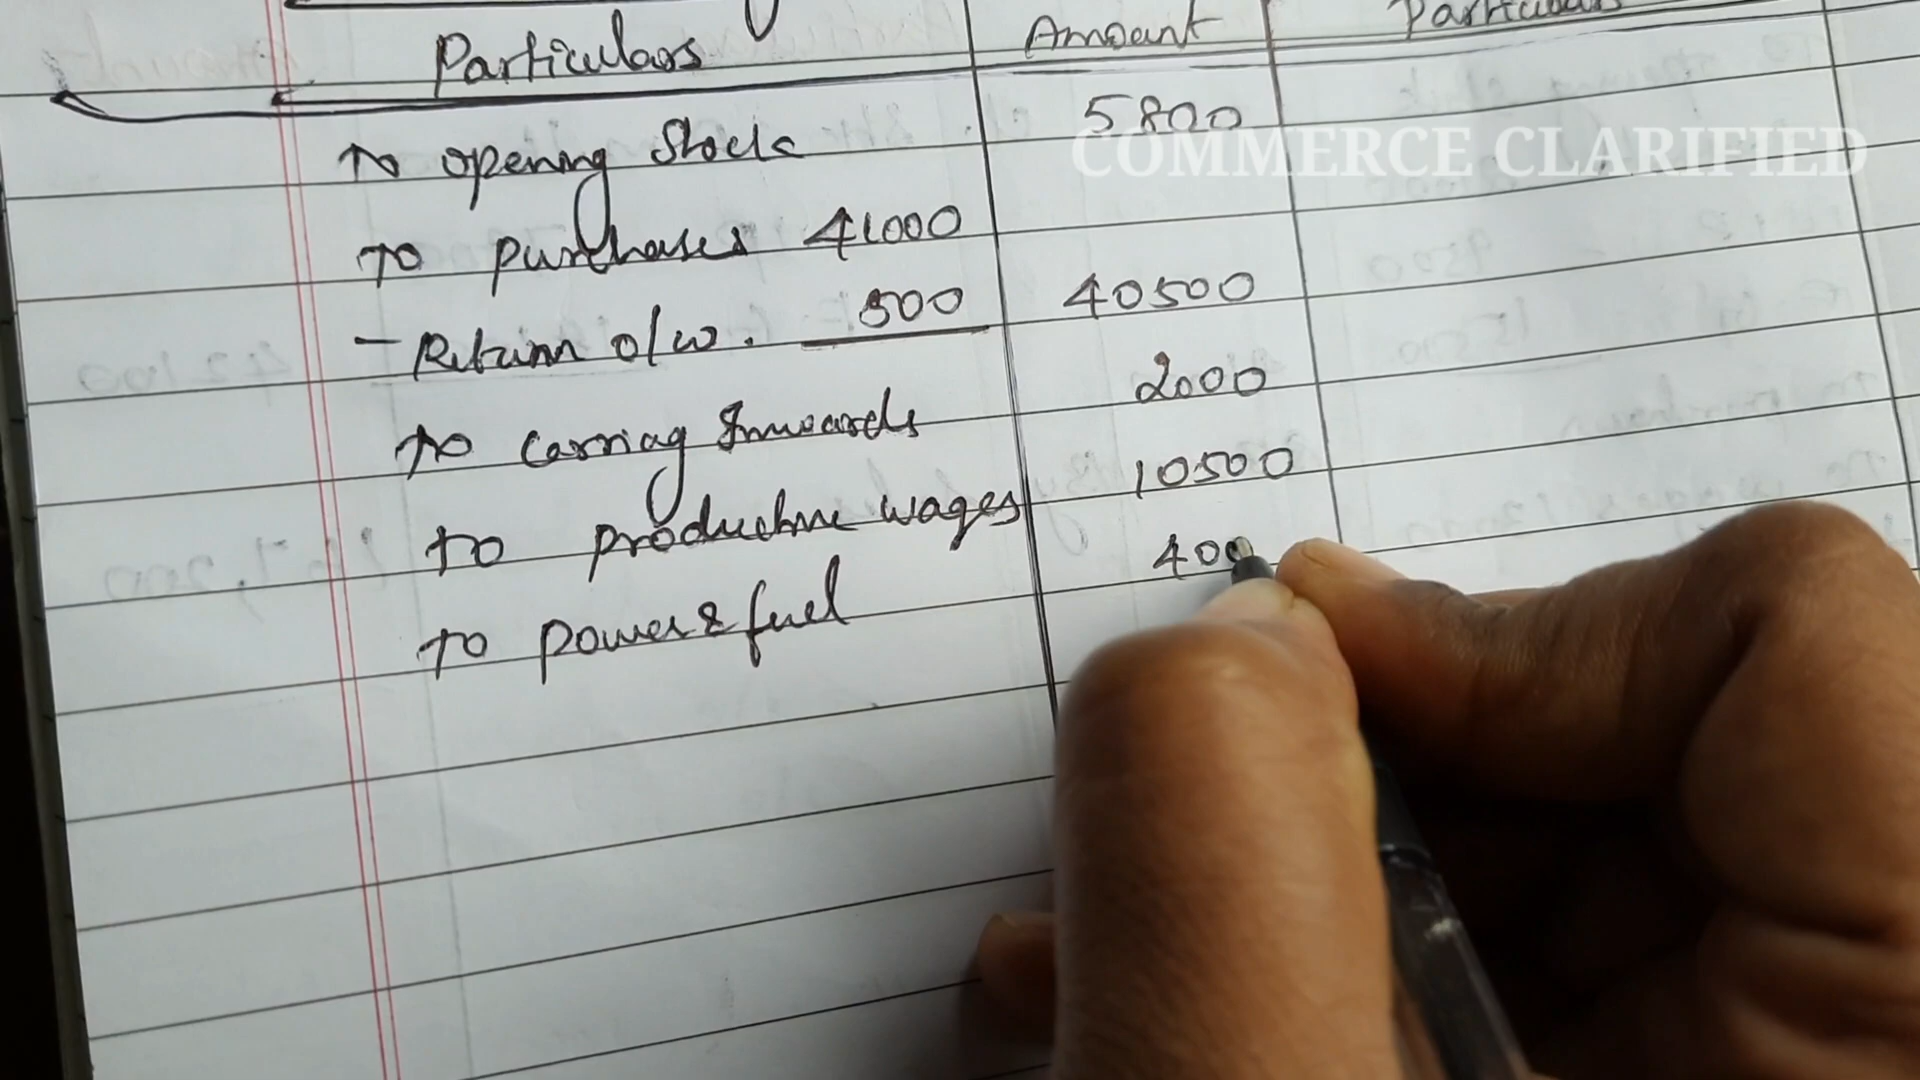 Particulars Amount Particulars
To opening Stock 5800
COMMERCE CLARIFIED
To purchases 41000
- Return o/w. 500 40500
To Carriag Inwards 2000
To productive wages 10500
To power & fuel 400